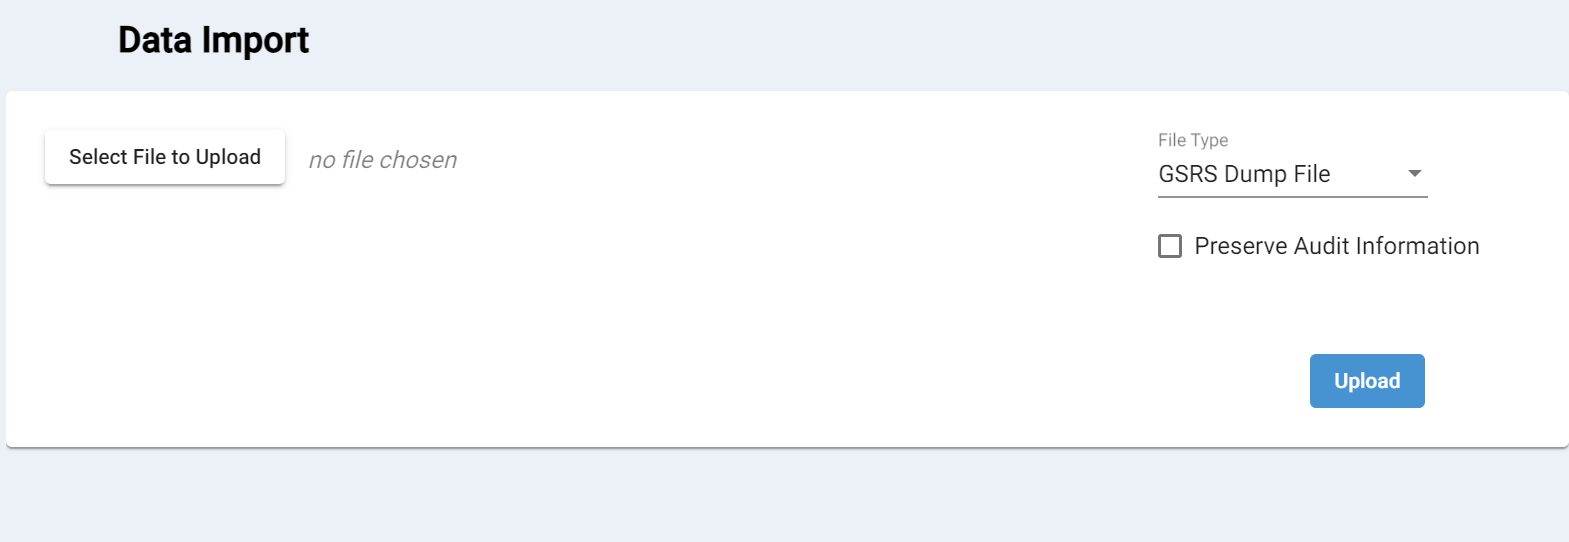 Data Import
Select File to Upload
no file chosen
File Type
GSRS Dump File
Preserve Audit Information
Upload